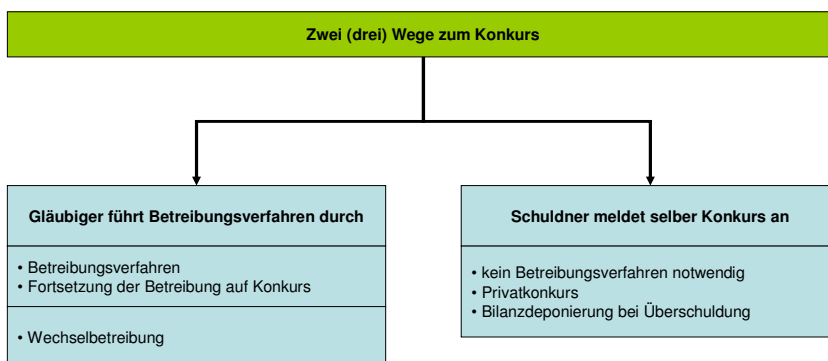 Zwei (drei) Wege zum Konkurs
Gläubiger führt Betreibungsverfahren durch
• Betreibungsverfahren
• Fortsetzung der Betreibung auf Konkurs
• Wechselbetreibung
Schuldner meldet selber Konkurs an
• kein Betreibungsverfahren notwendig
• Privatkonkurs
• Bilanzdeponierung bei Überschuldung